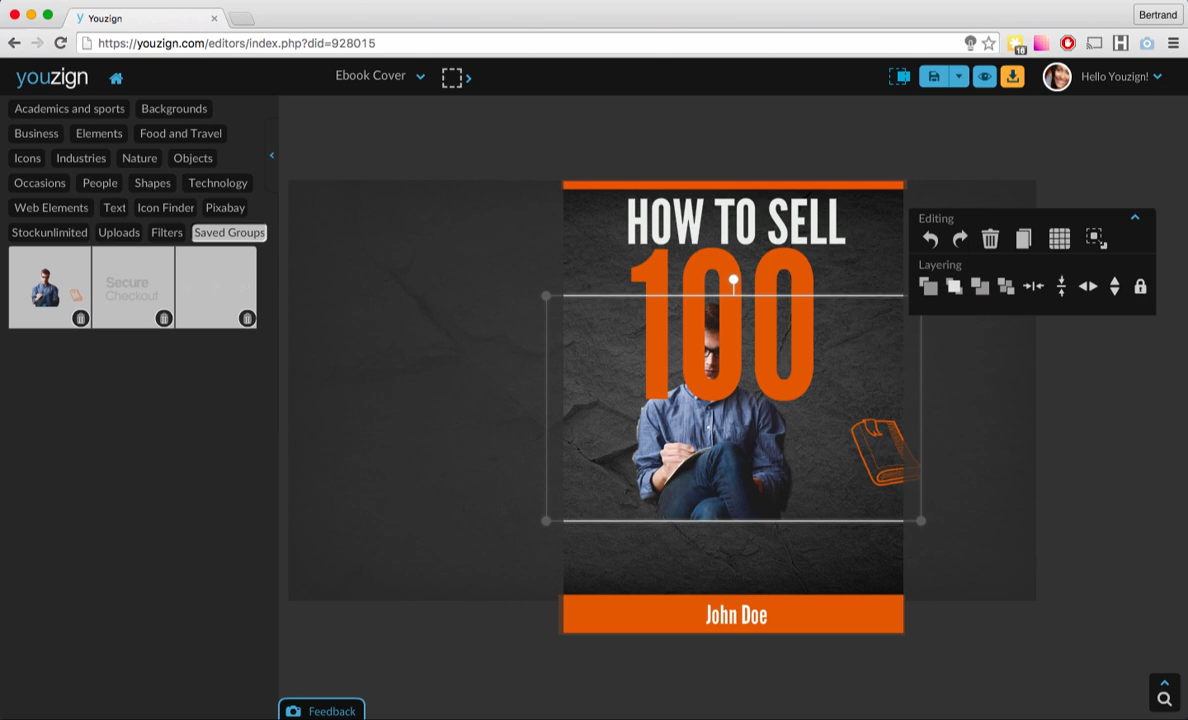 Youzign
Bertrand
https://youzign.com/editors/index.php?did=928015
16
youzign
Ebook Cover
Hello Youzign!
Academics and sports Backgrounds
Business Elements Food and Travel
Icons Industries Nature Objects
Occasions People Shapes Technology
Web Elements Text Icon Finder Pixabay
Stockunlimited Uploads Filters Saved Groups
Secure
Checkout
HOW TO SELL
100
John Doe
Editing
Layering
Feedback